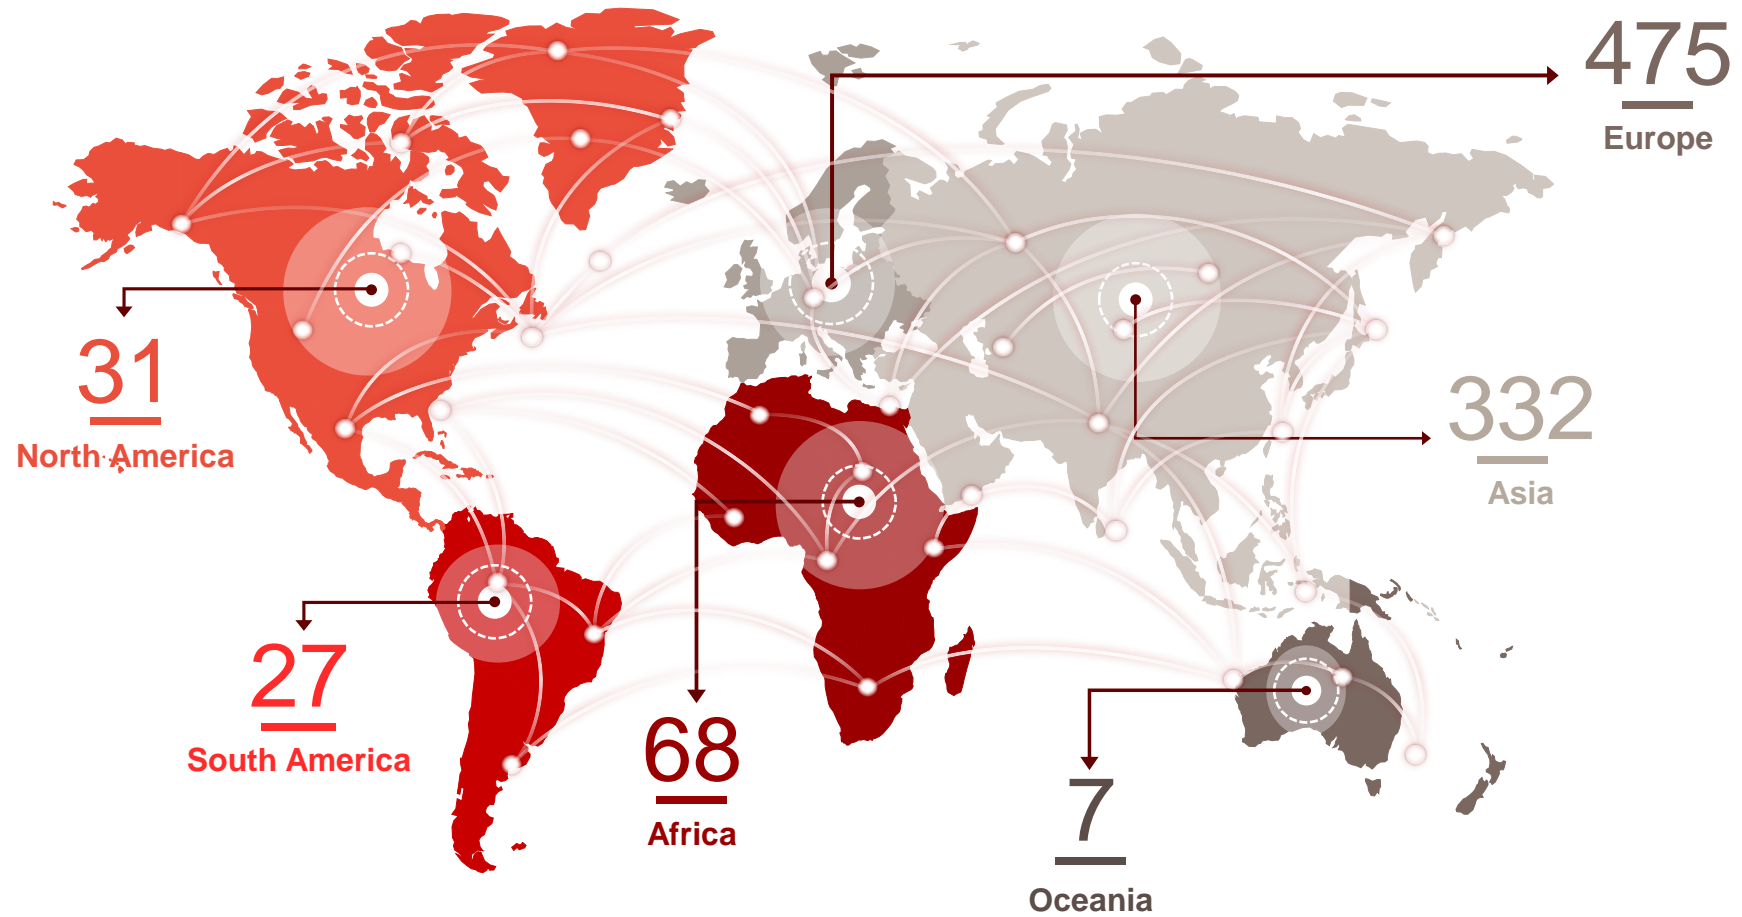 475
Europe
31
North America
332
Asia
27
South America
68
Africa
7
Oceania